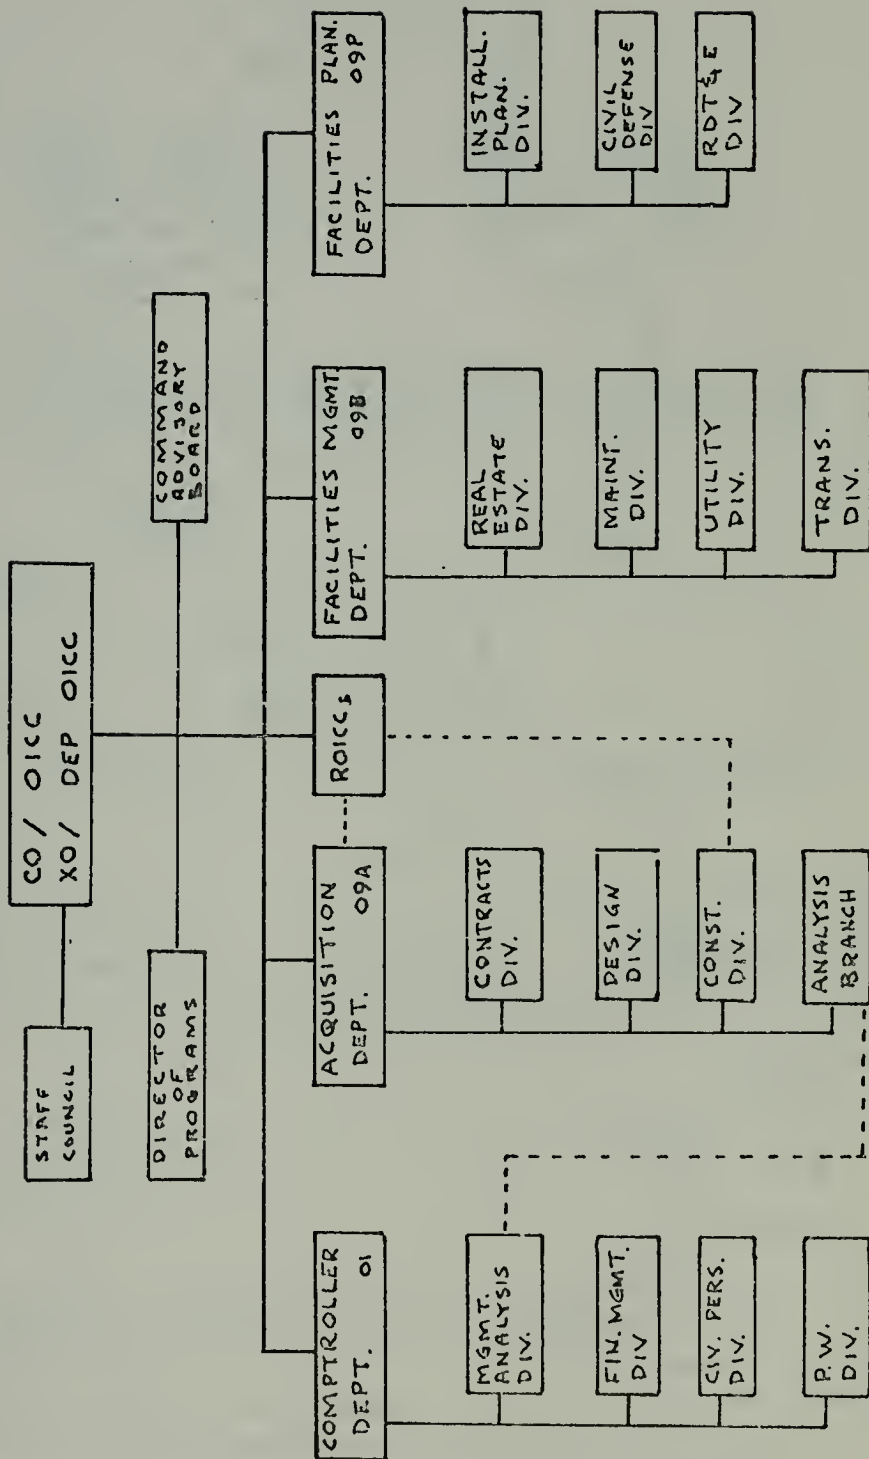 CO/ OICC
XO/ DEP OICC
STAFF
COUNCIL
COMMAND
ADVISORY
BOARD
DIRECTOR
OF
PROGRAMS
COMPTROLLER
DEPT. 01
ACQUISITION
DEPT. 09A
ROICCs
FACILITIES MGMT.
DEPT. 09B
FACILITIES PLAN.
DEPT. 09P
MGMT.
ANALYSIS
DIV.
FIN. MGMT.
DIV
CIV. PERS.
DIV.
P.W.
DIV.
CONTRACTS
DIV.
DESIGN
DIV.
CONST.
DIV.
ANALYSIS
BRANCH
REAL
ESTATE
DIV.
MAINT.
DIV.
UTILITY
DIV.
TRANS.
DIV.
INSTALL.
PLAN.
DIV.
CIVIL
DEFENSE
DIV
RDT&E
DIV